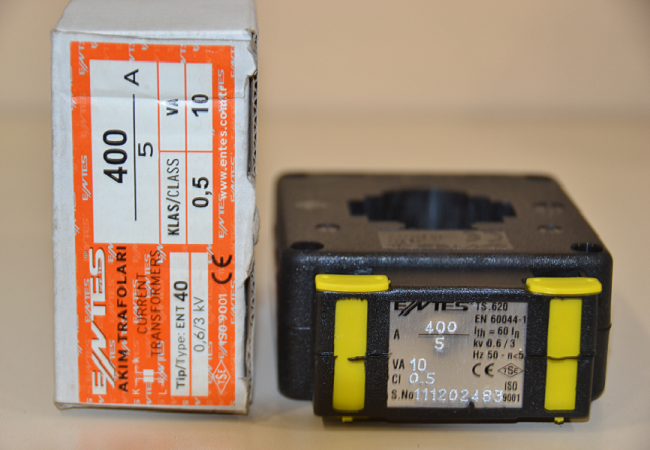 ENTES
AKIM TRAFOLARI
CURRENT
TRANSFORMERS
400
5
A
KLAS/CLASS
VA
0,5
10
Tip/Type: ENT 40
0,6/3 kV
TSE
ISO 9001
CE
www.entes.com.tr
ENTES
TS.620
EN 60044-1
A
400
5
Ith = 60 In
kv 0.6 / 3
Hz 50 - n<5
VA 10
Cl 0.5
CE
TSE
S.No 111202483
ISO
9001